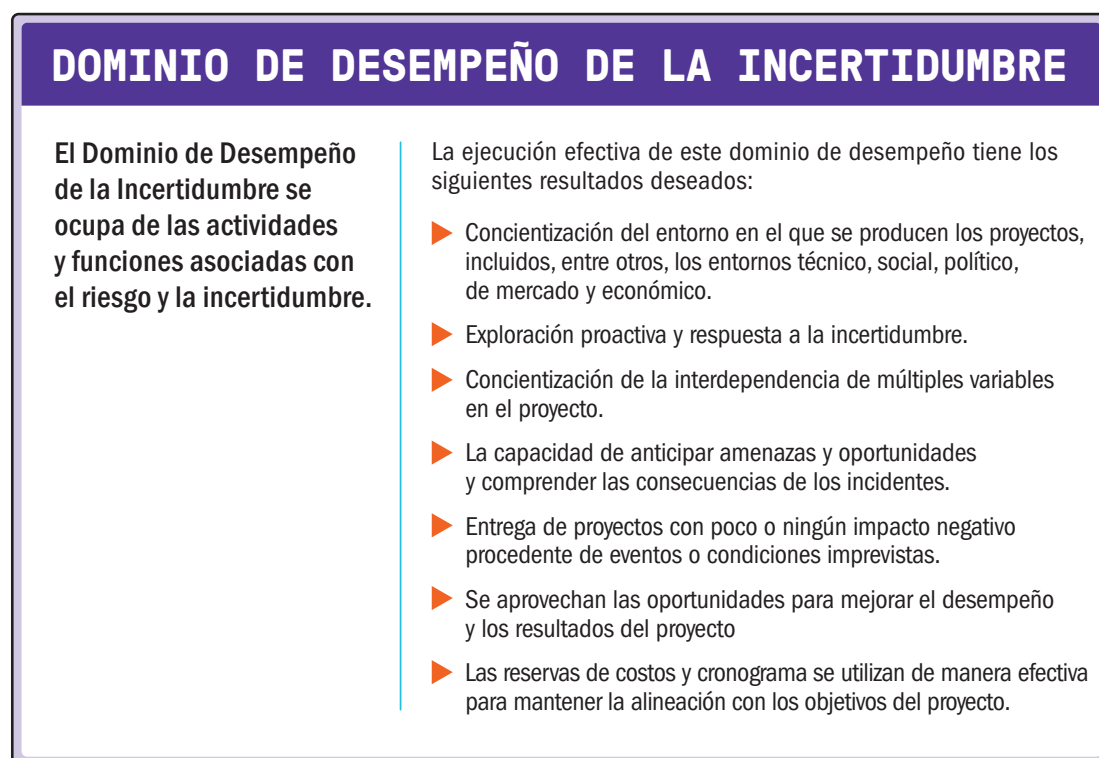 DOMINIO DE DESEMPEÑO DE LA INCERTIDUMBRE
El Dominio de Desempeño
de la Incertidumbre se
ocupa de las actividades
y funciones asociadas con
el riesgo y la incertidumbre.
La ejecución efectiva de este dominio de desempeño tiene los
siguientes resultados deseados:
Concientización del entorno en el que se producen los proyectos,
incluidos, entre otros, los entornos técnico, social, político,
de mercado y económico.
Exploración proactiva y respuesta a la incertidumbre.
Concientización de la interdependencia de múltiples variables
en el proyecto.
La capacidad de anticipar amenazas y oportunidades
y comprender las consecuencias de los incidentes.
Entrega de proyectos con poco o ningún impacto negativo
procedente de eventos o condiciones imprevistas.
Se aprovechan las oportunidades para mejorar el desempeño
y los resultados del proyecto
Las reservas de costos y cronograma se utilizan de manera efectiva
para mantener la alineación con los objetivos del proyecto.